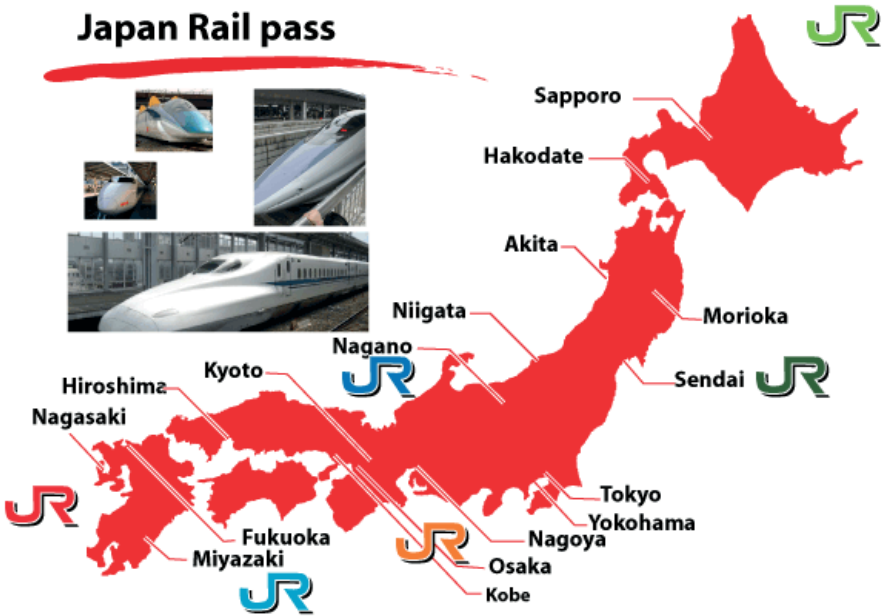 Japan Rail pass
JR
Sapporo
Hakodate
Akita
Niigata
Morioka
Nagano
JR
Kyoto
Sendai
JR
Hiroshima
Nagasaki
JR
Tokyo
Yokohama
Fukuoka
Nagoya
JR
Miyazaki
Osaka
JR
Kobe